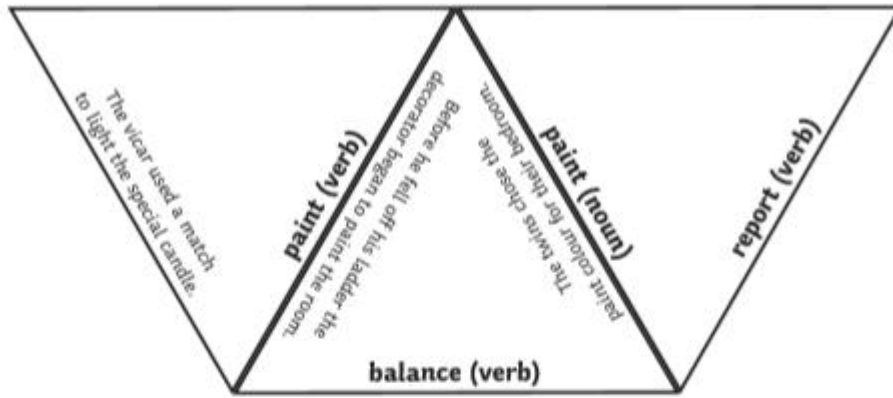 The vicar used a match
to light the special candle.
paint (verb)
Before he fell off his ladder the
decorator began to paint the room.
The twins chose the
paint colour for their bedroom.
paint (noun)
report (verb)
balance (verb)